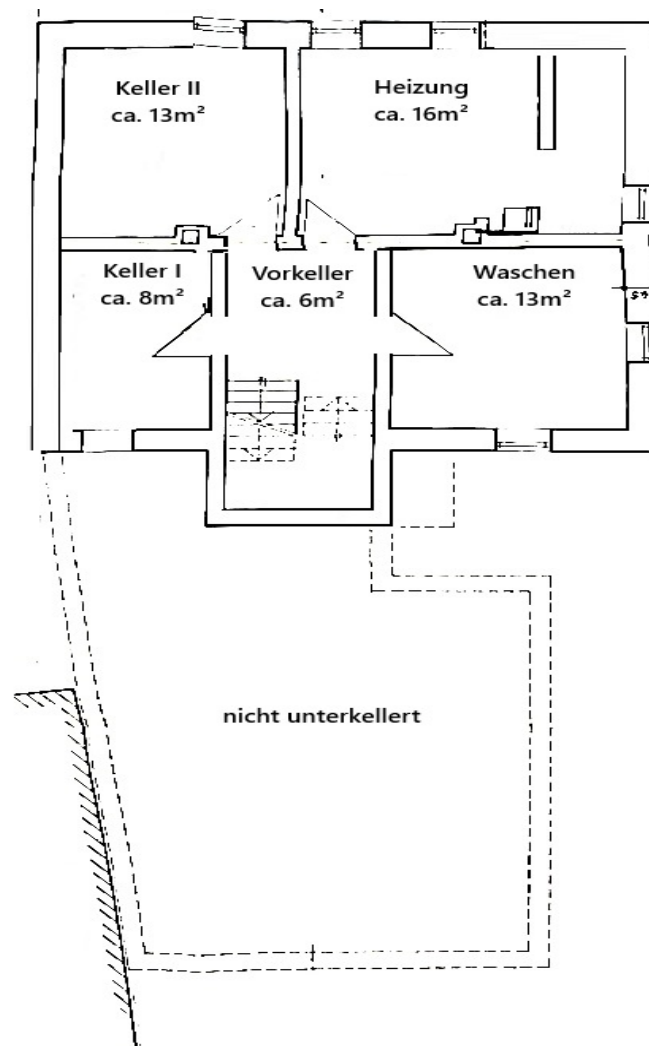 Keller II
ca. 13m²
Heizung
ca. 16m²
Keller I
ca. 8m²
Vorkeller
ca. 6m²
Waschen
ca. 13m²
nicht unterkellert